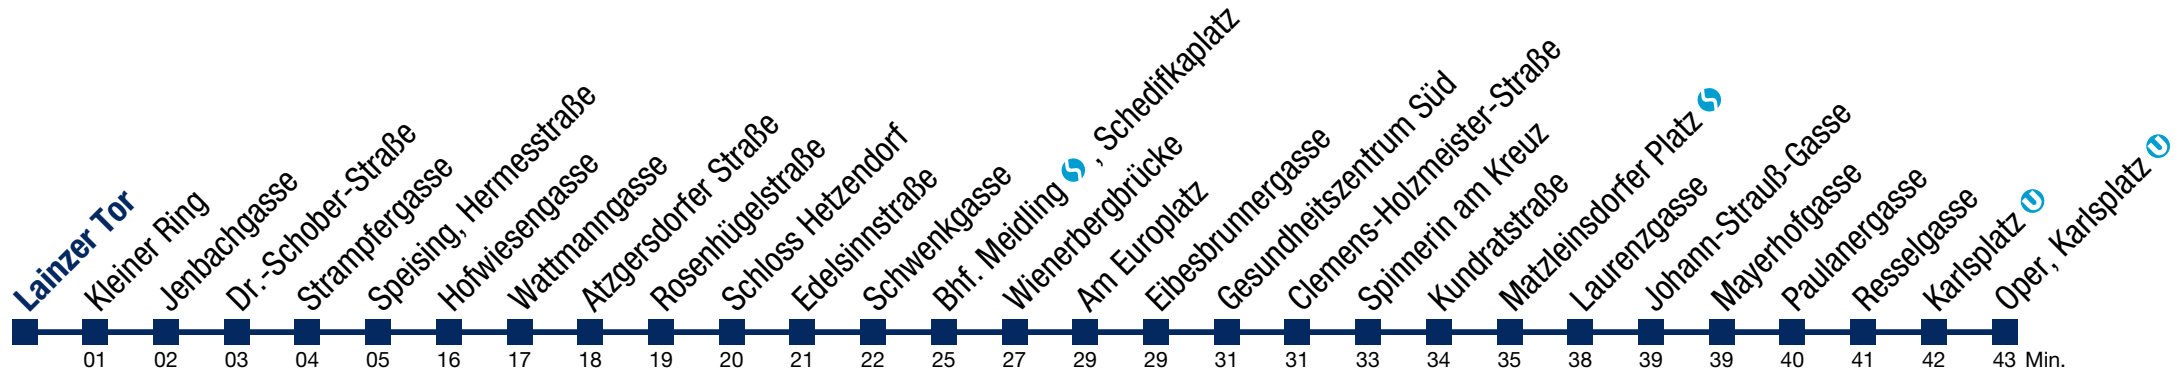 Lainzer Tor
Kleiner Ring
Jenbachgasse
Dr.-Schober-Straße
Strampfergasse
Speising, Hermesstraße
Hofwiesengasse
Wattmanngasse
Atzgersdorfer Straße
Rosenhügelstraße
Schloss Hetzendorf
Edelsinnstraße
Schwenkgasse
Bhf. Meidling S, Schedifkaplatz
Wienerbergbrücke
Am Europlatz
Eibesbrunnergasse
Gesundheitszentrum Süd
Clemens-Holzmeister-Straße
Spinnerin am Kreuz
Kundratstraße
Matzleinsdorfer Platz S
Laurenzgasse
Johann-Strauß-Gasse
Mayerhofgasse
Paulanergasse
Resselgasse
Karlsplatz U
Oper, Karlsplatz U
01 02 03 04 05 16 17 18 19 20 21 22 25 27 29 29 31 31 33 34 35 38 39 39 40 41 42 43 Min.